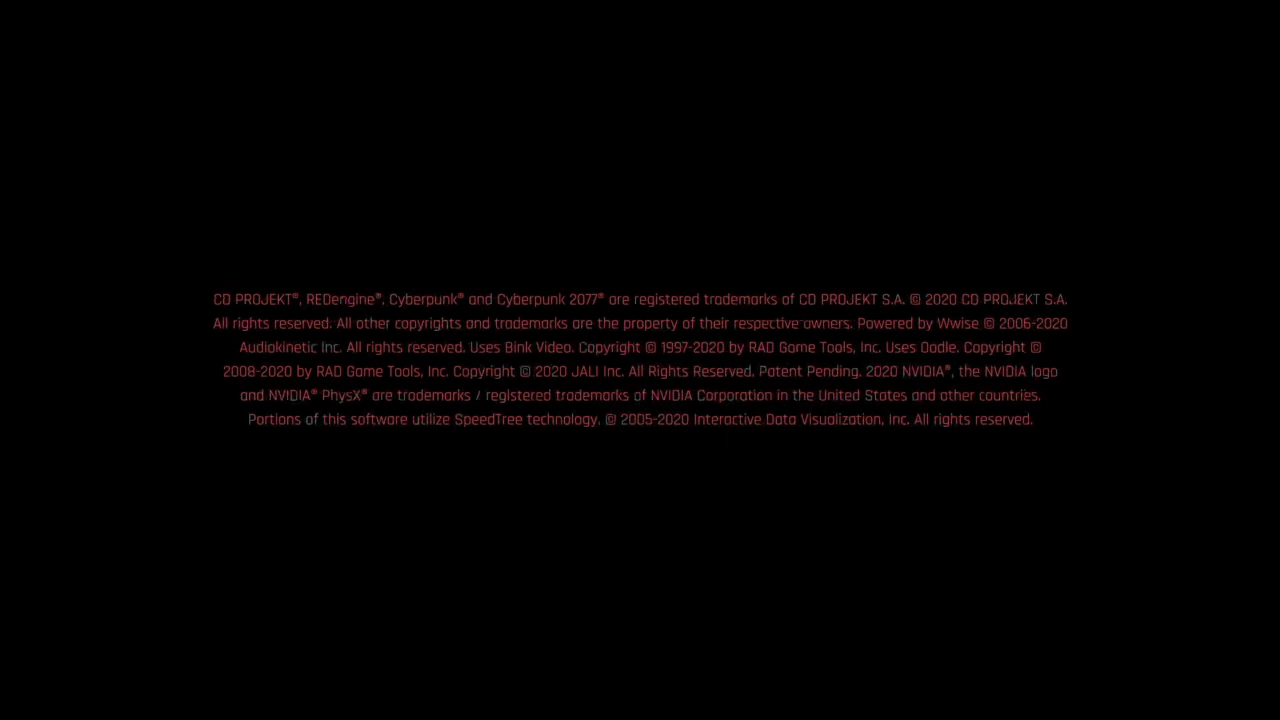 CD PROJEKT®, REDengine®, Cyberpunk® and Cyberpunk 2077® are registered trademarks of CD PROJEKT S.A. © 2020 CD PROJEKT S.A.
All rights reserved. All other copyrights and trademarks are the property of their respective owners. Powered by Wwise © 2006-2020
Audiokinetic Inc. All rights reserved. Uses Bink Video. Copyright © 1997-2020 by RAD Game Tools, Inc. Uses Oodle. Copyright ©
2008-2020 by RAD Game Tools, Inc. Copyright © 2020 JALI Inc. All Rights Reserved. Patent Pending. 2020 NVIDIA®, the NVIDIA logo
and NVIDIA® PhysX® are trademarks / registered trademarks of NVIDIA Corporation in the United States and other countries.
Portions of this software utilize SpeedTree technology. © 2005-2020 Interactive Data Visualization, Inc. All rights reserved.